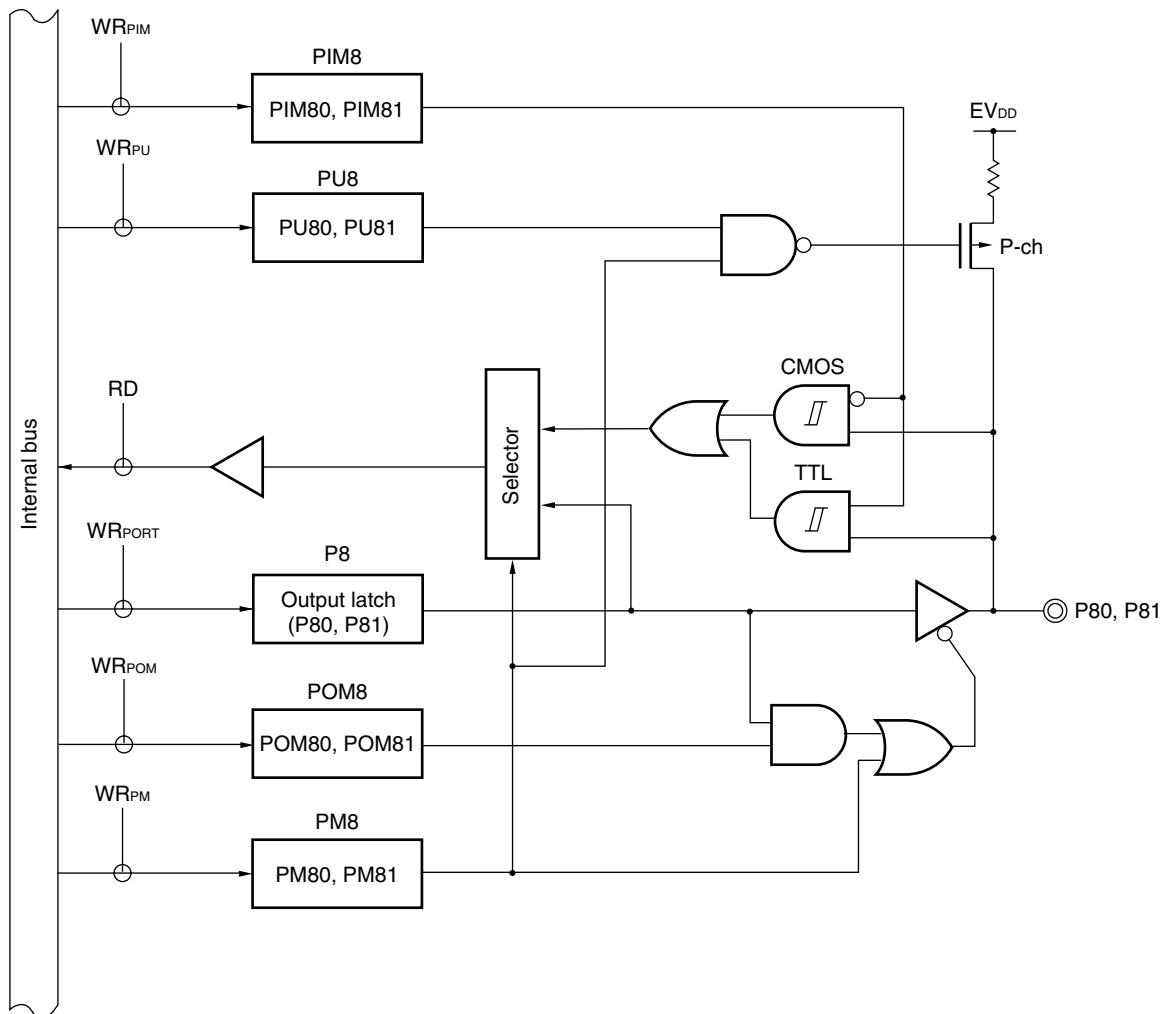 WRPIM
PIM8
PIM80, PIM81
EVDD
WRPU
PU8
PU80, PU81
P-ch
CMOS
RD
Selector
TTL
Internal bus
WRPORT
P8
Output latch
(P80, P81)
P80, P81
WRPOM
POM8
POM80, POM81
WRPM
PM8
PM80, PM81